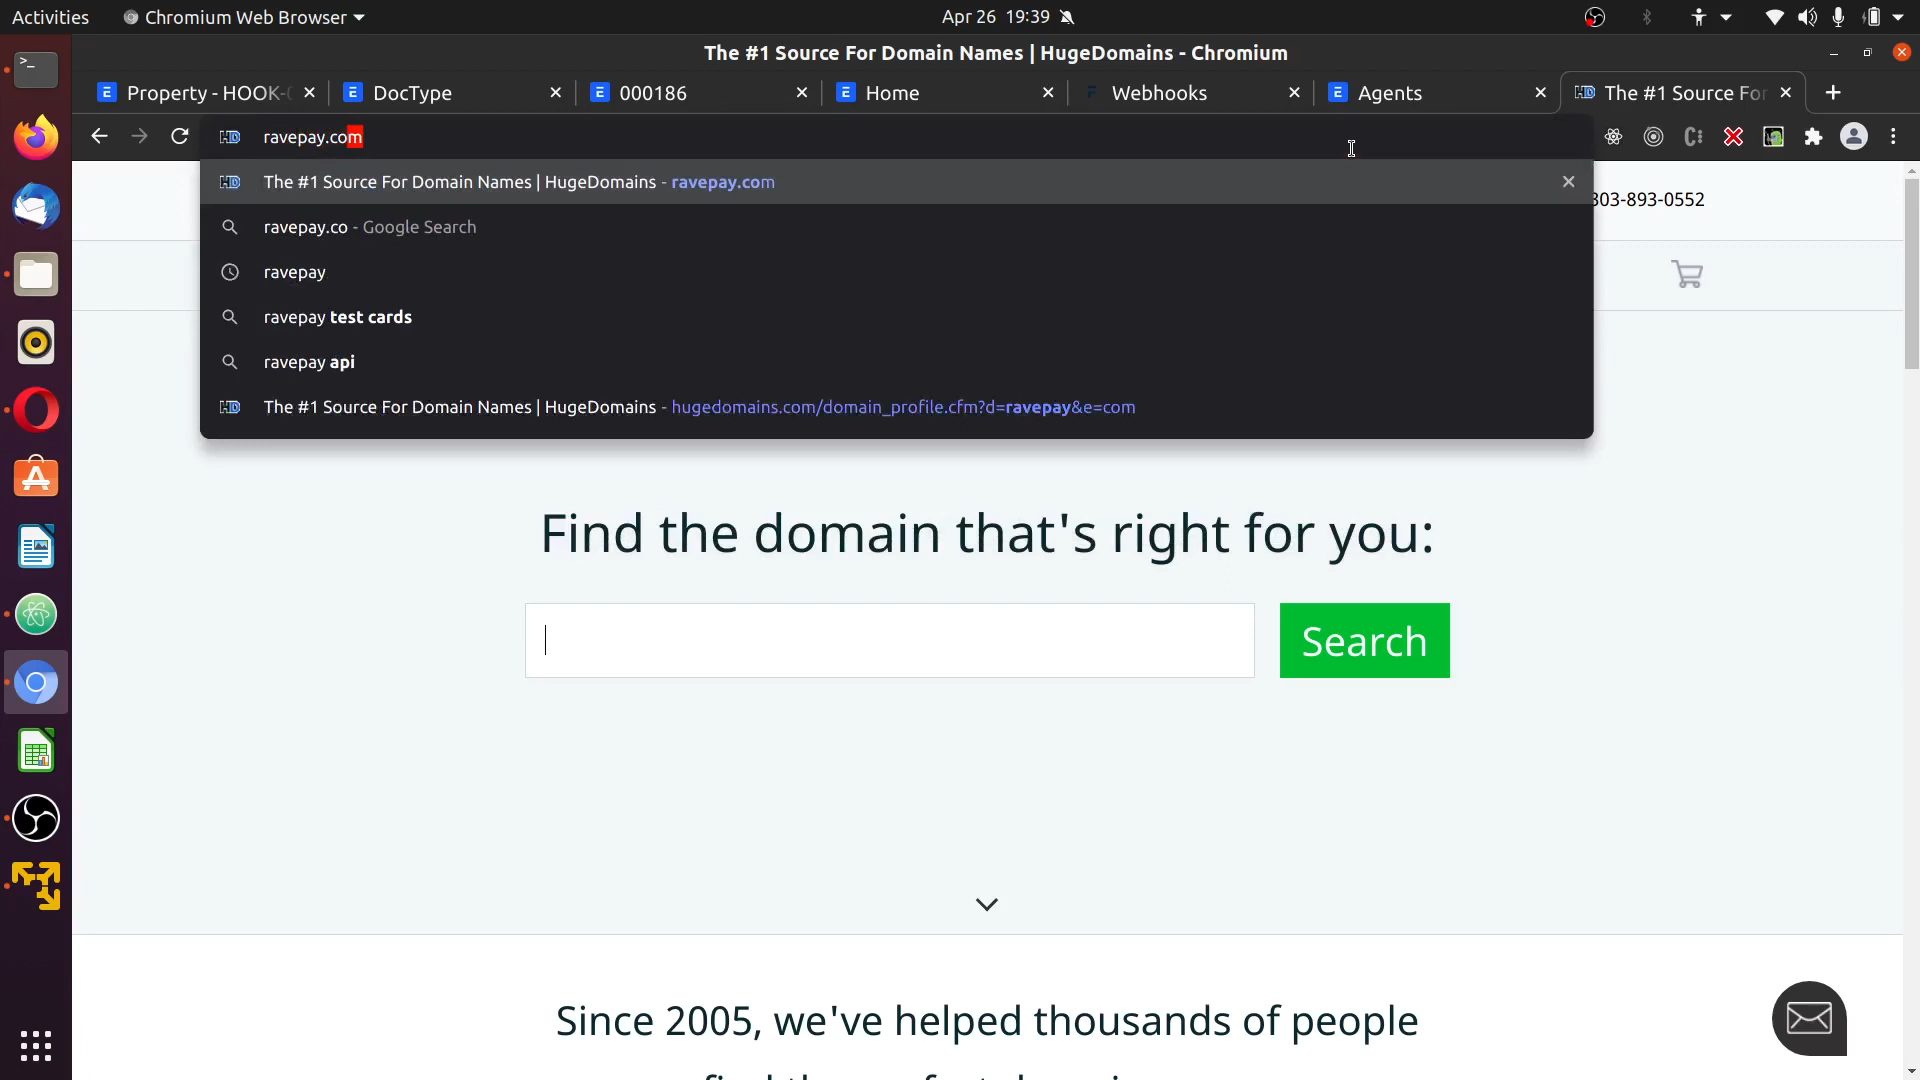 Activities
Chromium Web Browser
Apr 26 19:39
The #1 Source For Domain Names | HugeDomains - Chromium
Property - HOOK-
DocType
000186
Home
Webhooks
Agents
The #1 Source For
ravepay.com
The #1 Source For Domain Names | HugeDomains - ravepay.com
303-893-0552
ravepay.co - Google Search
ravepay
ravepay test cards
ravepay api
The #1 Source For Domain Names | HugeDomains - hugedomains.com/domain_profile.cfm?d=ravepay&e=com
Find the domain that's right for you:
Search
Since 2005, we've helped thousands of people